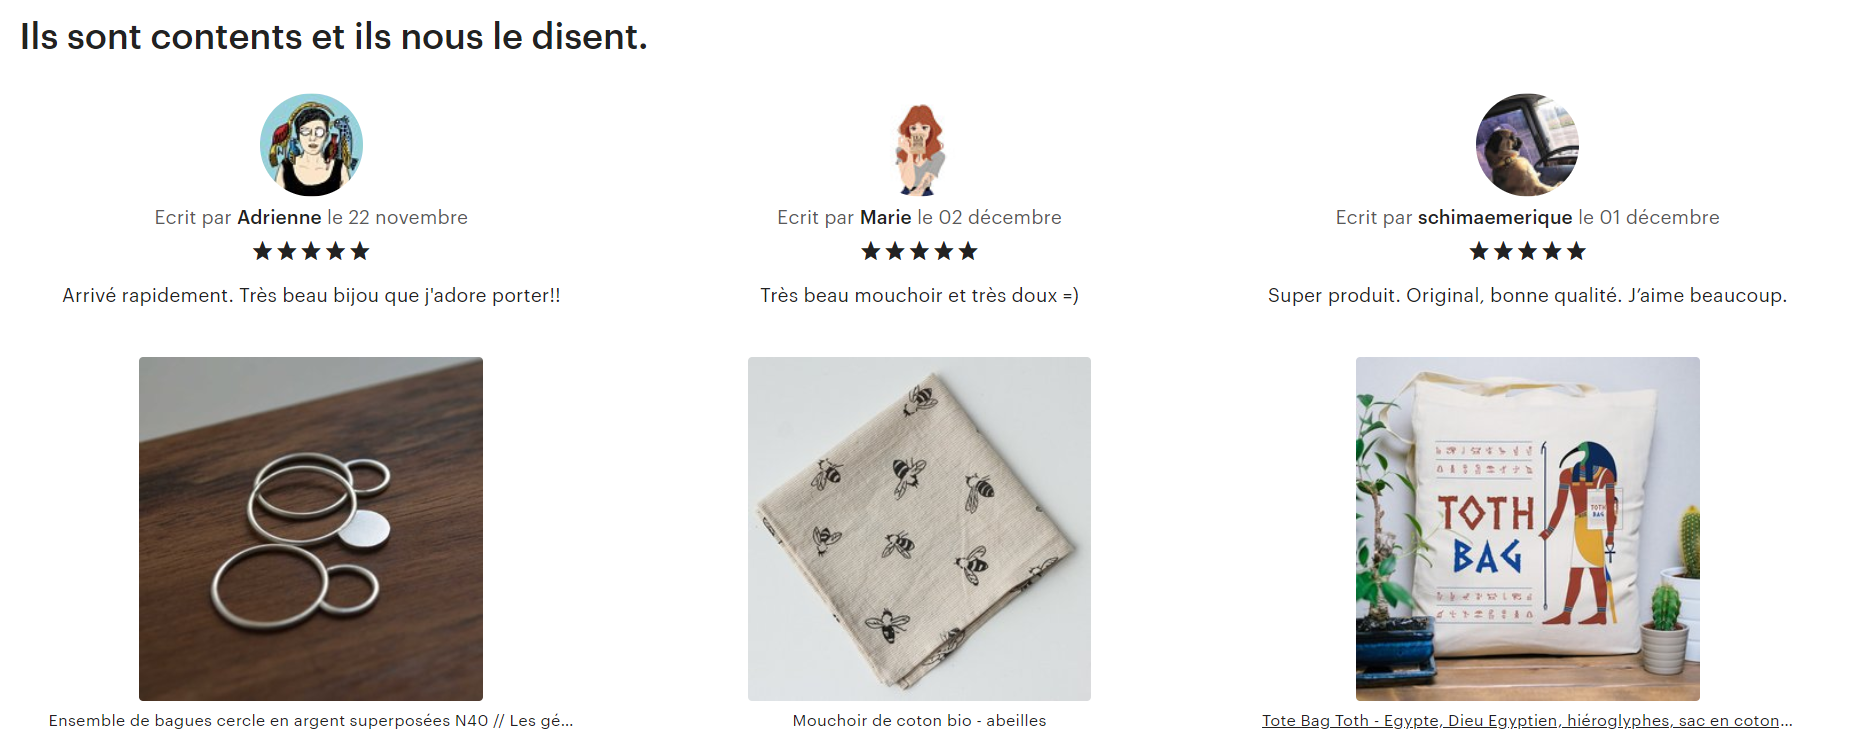 Ils sont contents et ils nous le disent.
Ecrit par Adrienne le 22 novembre
★★★★★
Arrivé rapidement. Très beau bijou que j'adore porter!!
Ensemble de bagues cercle en argent superposées N40 // Les gé...
Ecrit par Marie le 02 décembre
★★★★★
Très beau mouchoir et très doux =)
Mouchoir de coton bio - abeilles
Ecrit par schimaemerique le 01 décembre
★★★★★
Super produit. Original, bonne qualité. J’aime beaucoup.
TOTH
BAG
TOTH
BAG
Tote Bag Toth - Egypte, Dieu Egyptien, hiéroglyphes, sac en coton...